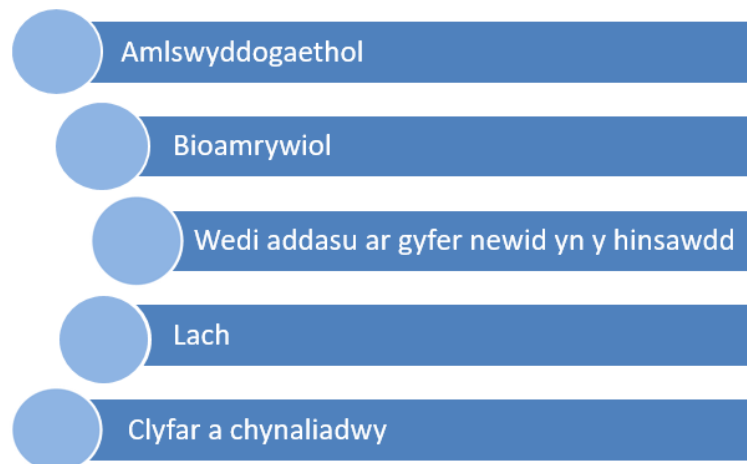 Amlswyddogaethol
Bioamrywiol
Wedi addasu ar gyfer newid yn y hinsawdd
Lach
Clyfar a chynaliadwy